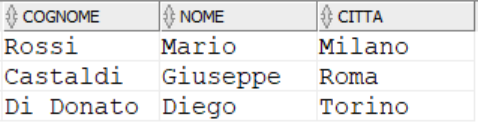 COGNOME NOME CITTA
Rossi Mario Milano
Castaldi Giuseppe Roma
Di Donato Diego Torino